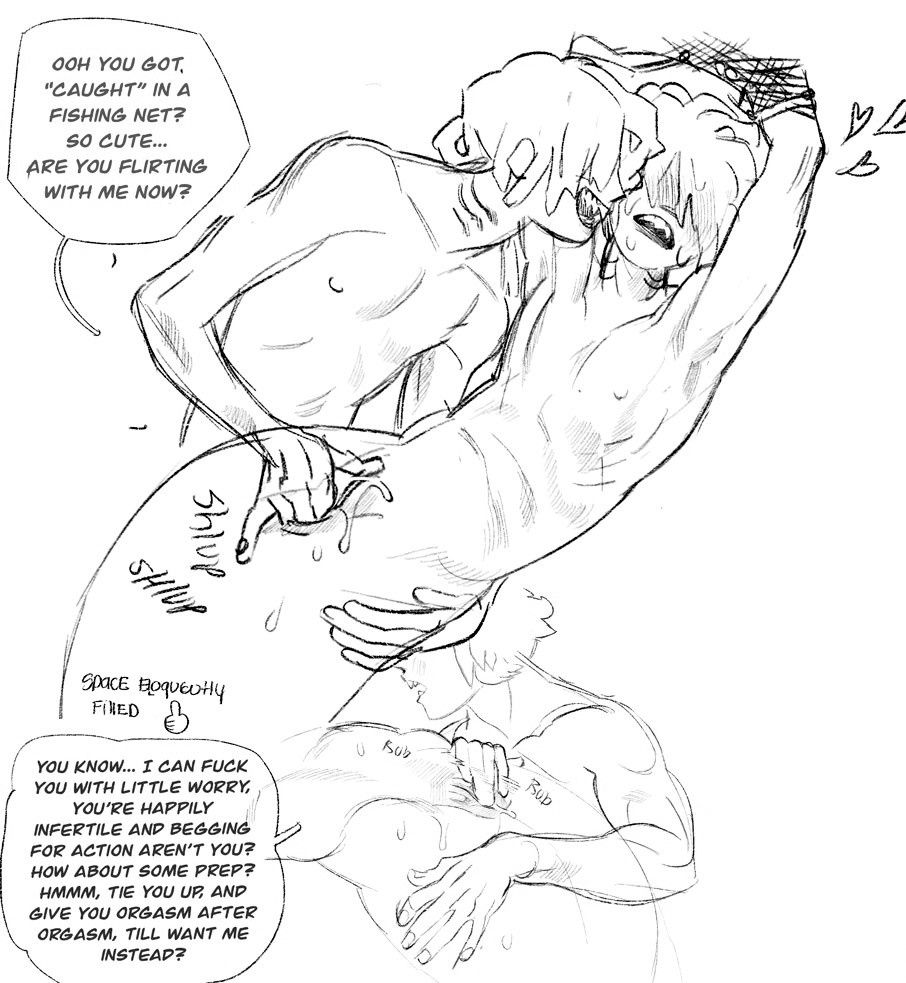 OOH YOU GOT,
"CAUGHT" IN A
FISHING NET?
SO CUTE...
ARE YOU FLIRTING
WITH ME NOW?
Shlup
SHlup
SPACE EloqueNtly
FillED
YOU KNOW... I CAN FUCK
YOU WITH LITTLE WORRY,
YOU'RE HAPPILY
INFERTILE AND BEGGING
FOR ACTION AREN'T YOU?
HOW ABOUT SOME PREP?
HMMM, TIE YOU UP, AND
GIVE YOU ORGASM AFTER
ORGASM, TILL WANT ME
INSTEAD?
RUB
RUB